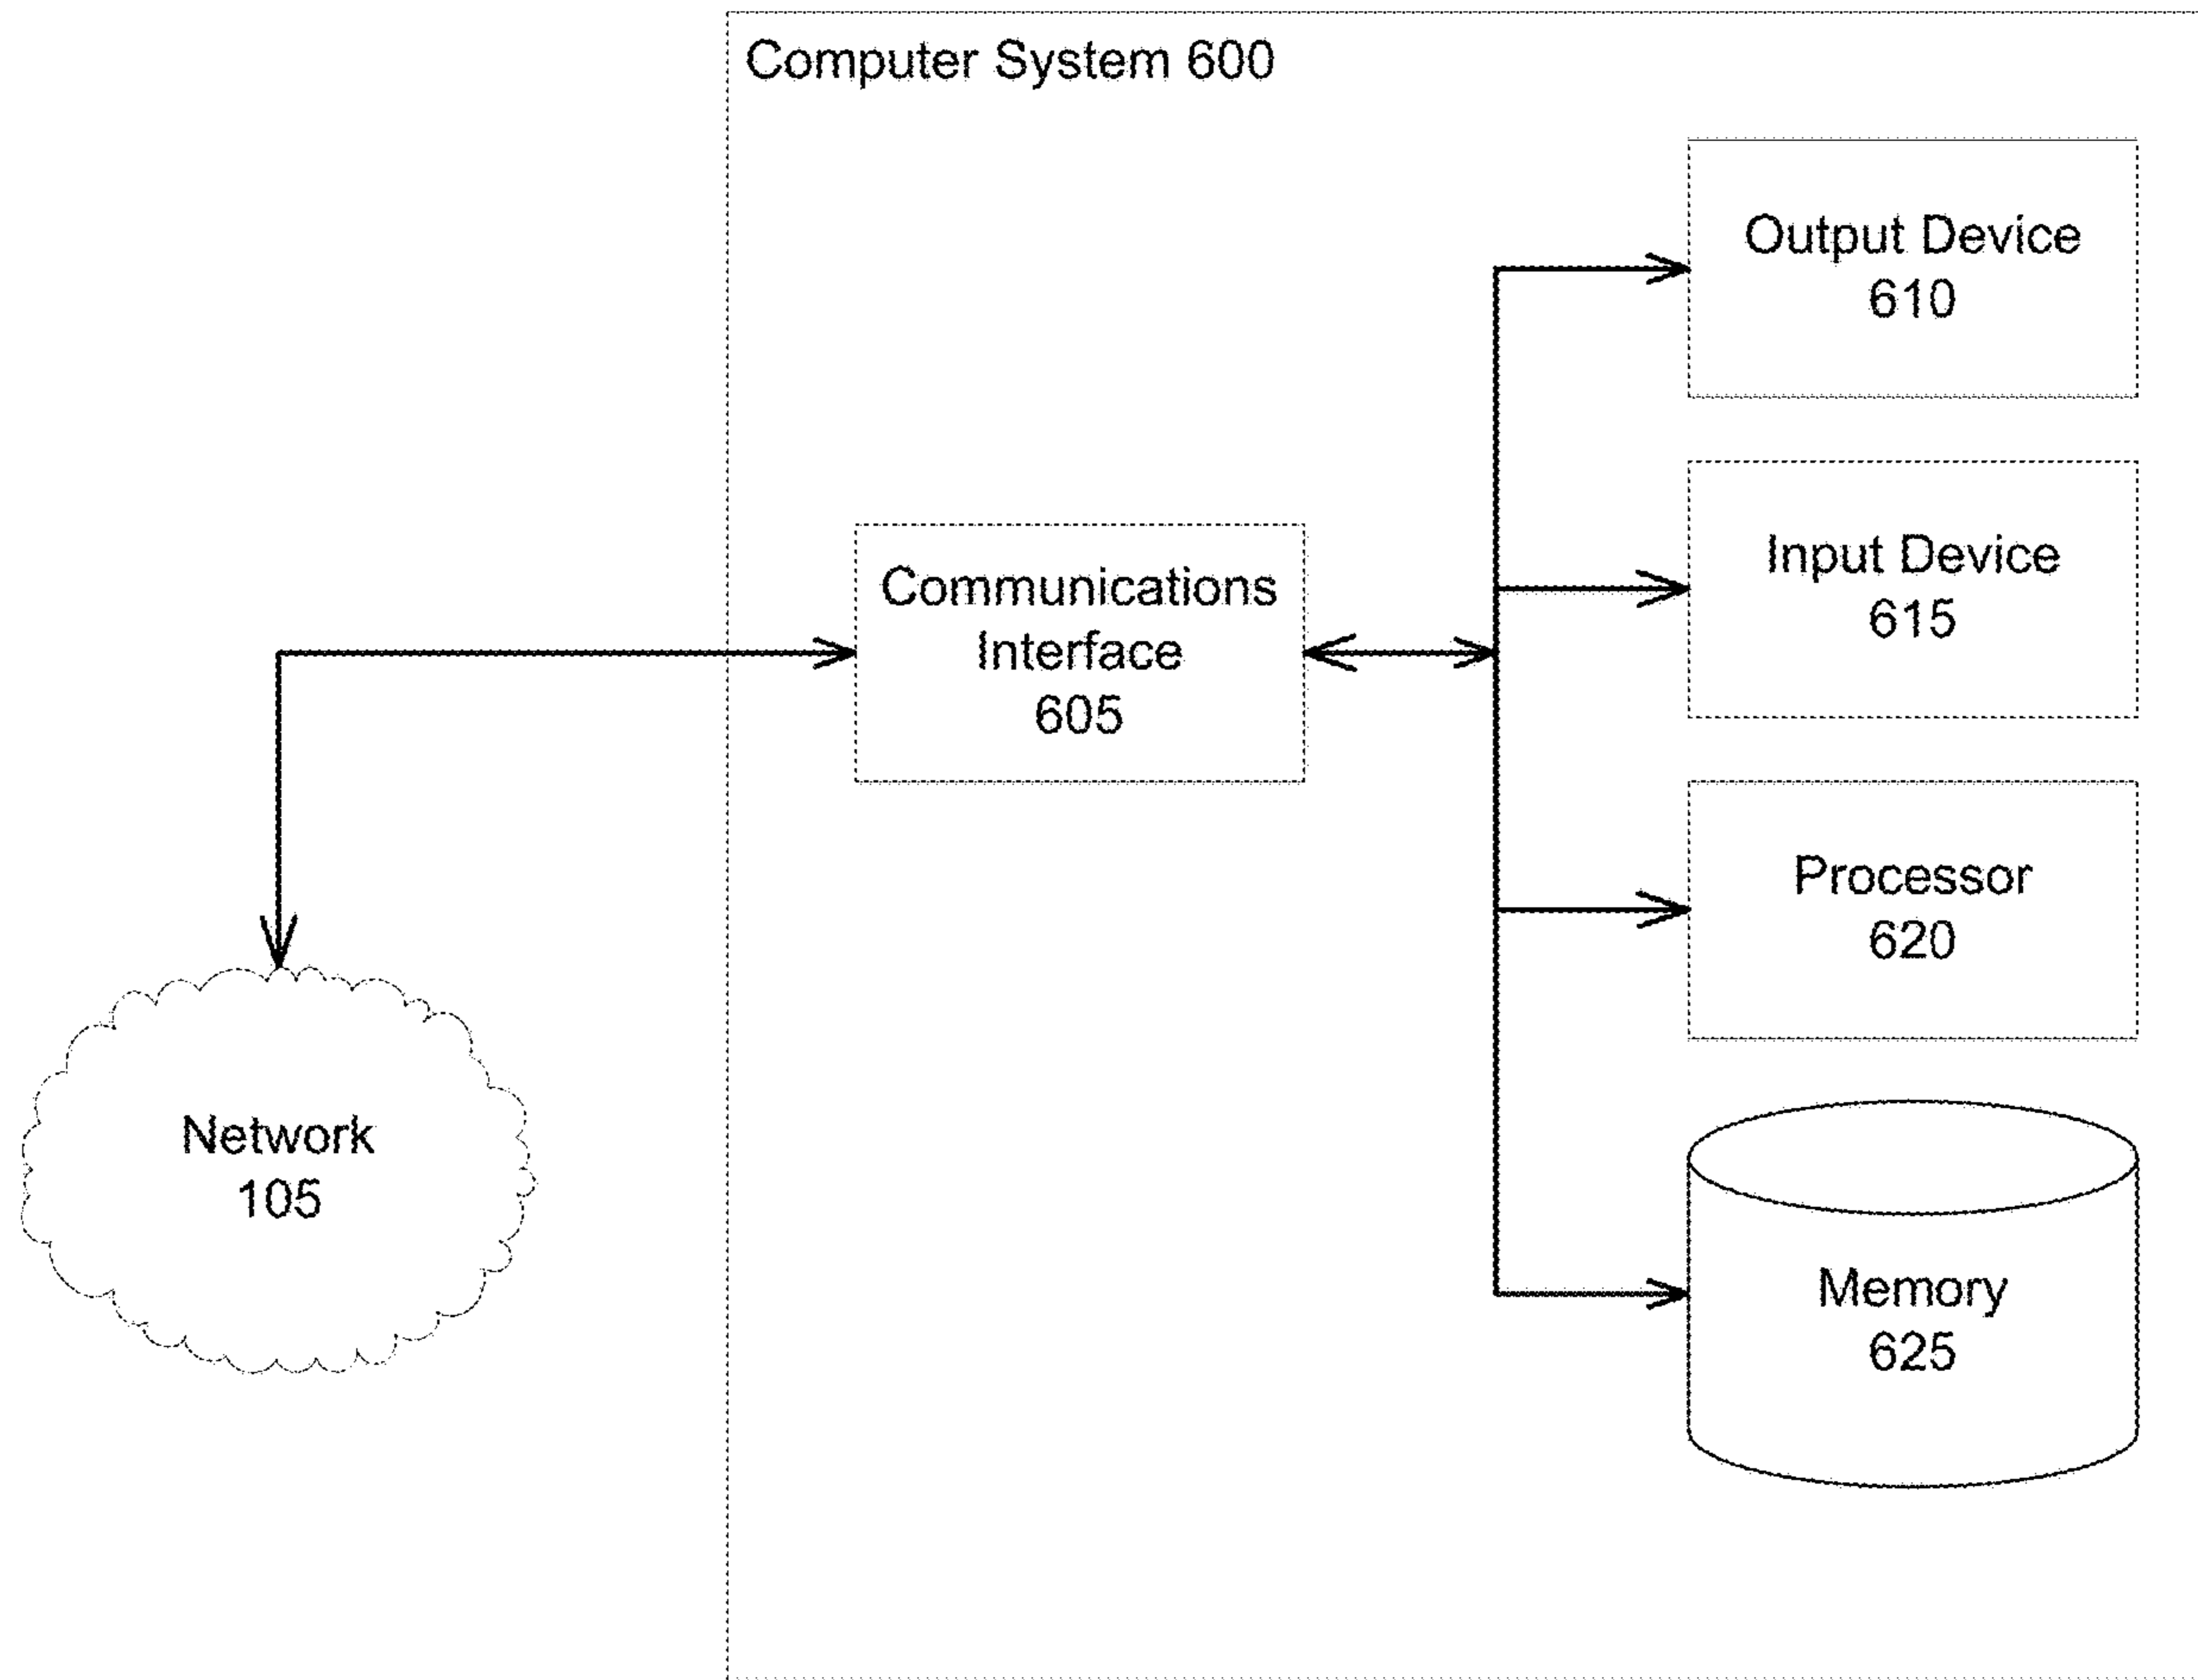 Computer System 600
Output Device
610
Input Device
615
Communications
Interface
605
Processor
620
Network
105
Memory
625